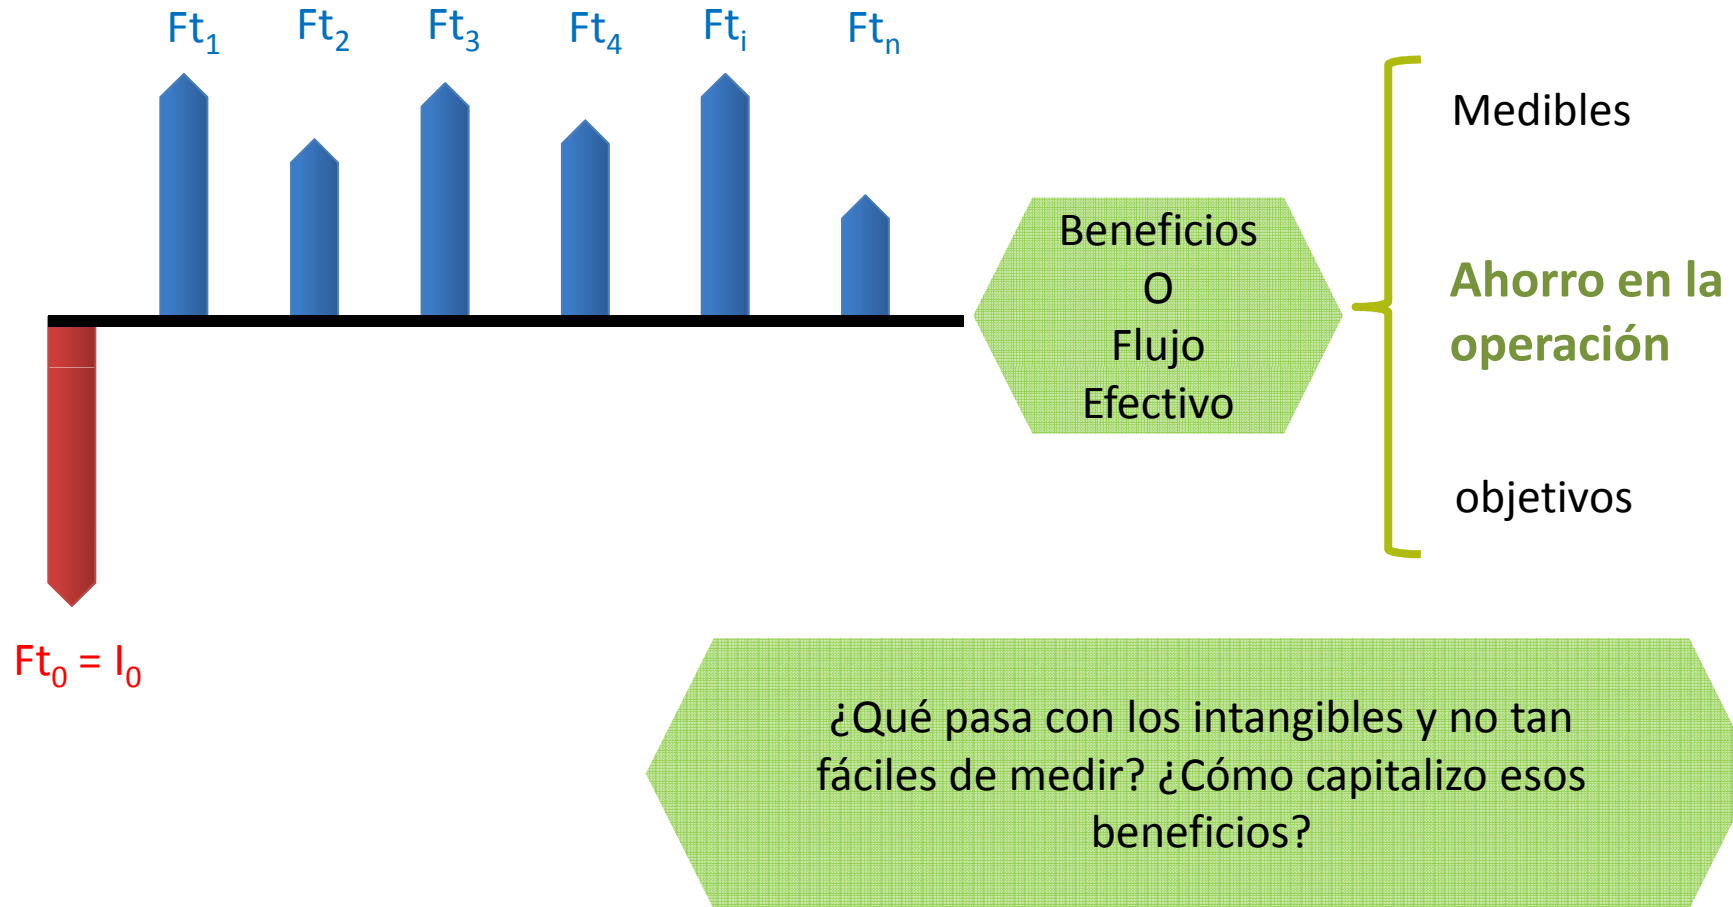 Ft₁ Ft₂ Ft₃ Ft₄ Ftᵢ Ftₙ
Beneficios
O
Flujo
Efectivo
Medibles
Ahorro en la
operación
objetivos
Ft₀ = I₀
¿Qué pasa con los intangibles y no tan
fáciles de medir? ¿Cómo capitalizo esos
beneficios?